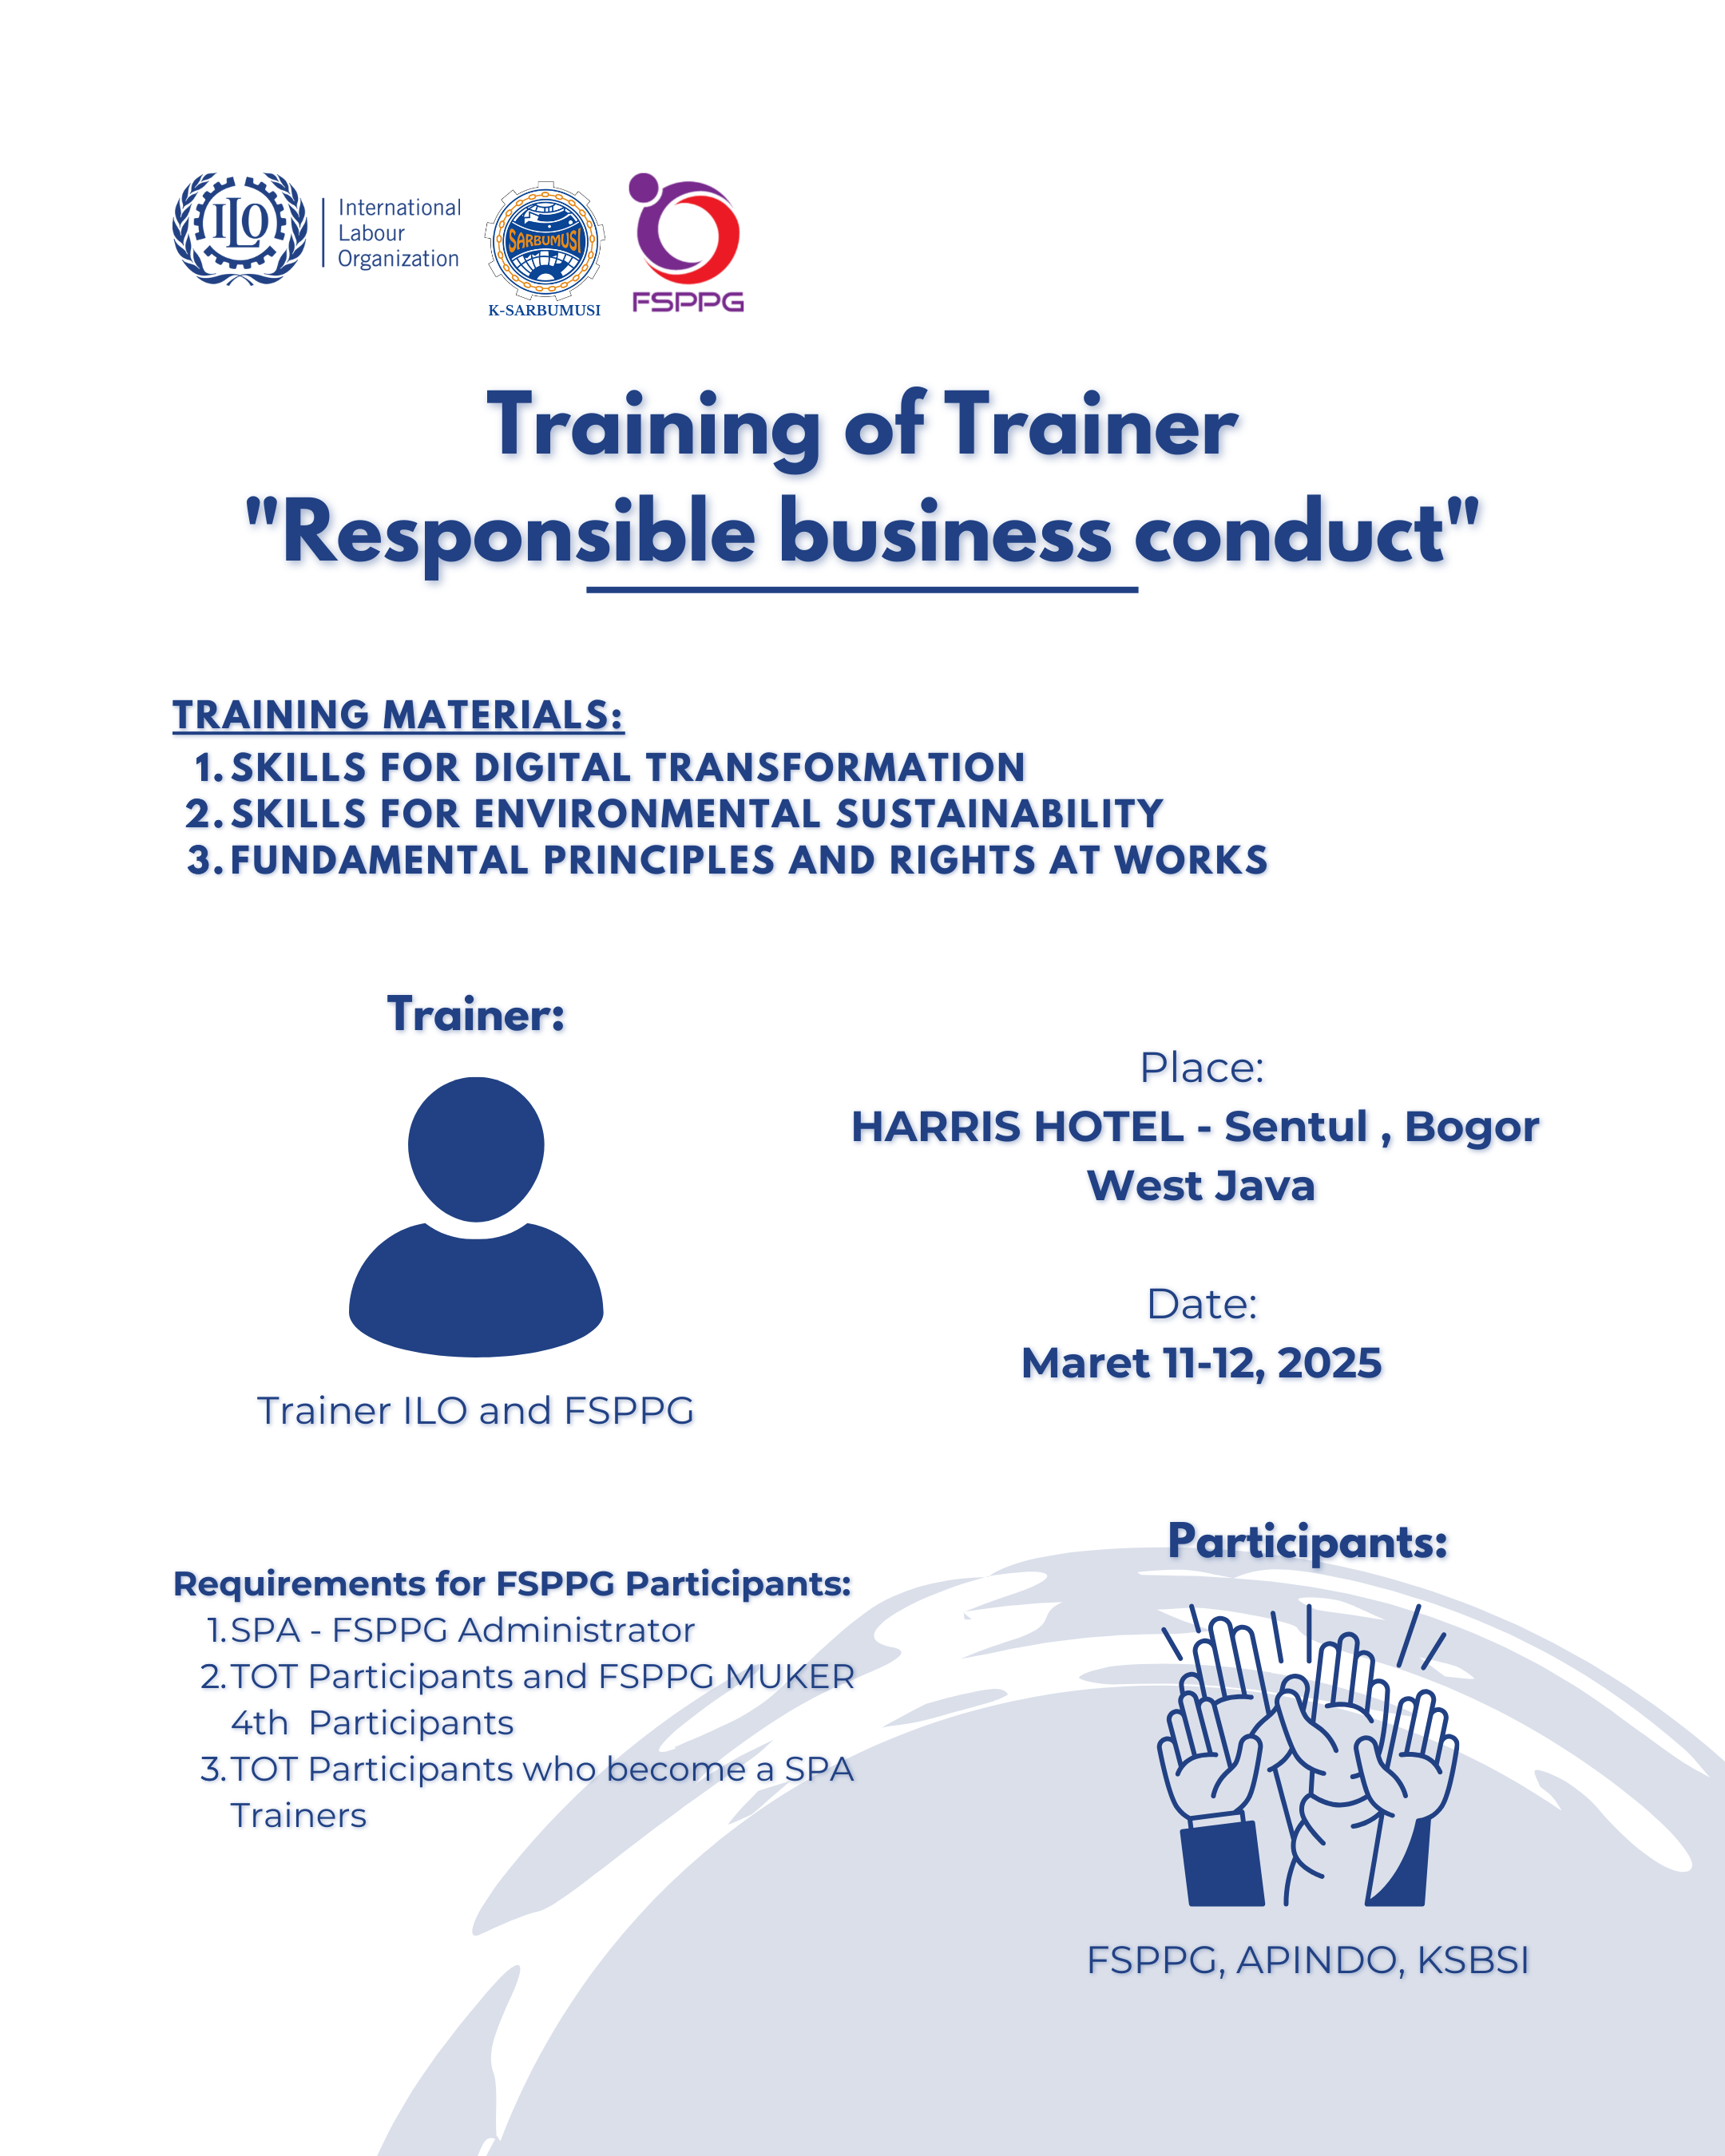 ILO
International
Labour
Organization
SARBUMUSI
K-SARBUMUSI
FSPPG
Training of Trainer
"Responsible business conduct"
TRAINING MATERIALS:
1. SKILLS FOR DIGITAL TRANSFORMATION
2. SKILLS FOR ENVIRONMENTAL SUSTAINABILITY
3. FUNDAMENTAL PRINCIPLES AND RIGHTS AT WORKS
Trainer:
Trainer ILO and FSPPG
Place:
HARRIS HOTEL - Sentul , Bogor
West Java
Date:
Maret 11-12, 2025
Requirements for FSPPG Participants:
1. SPA - FSPPG Administrator
2. TOT Participants and FSPPG MUKER
4th  Participants
3. TOT Participants who become a SPA
Trainers
Participants:
FSPPG, APINDO, KSBSI